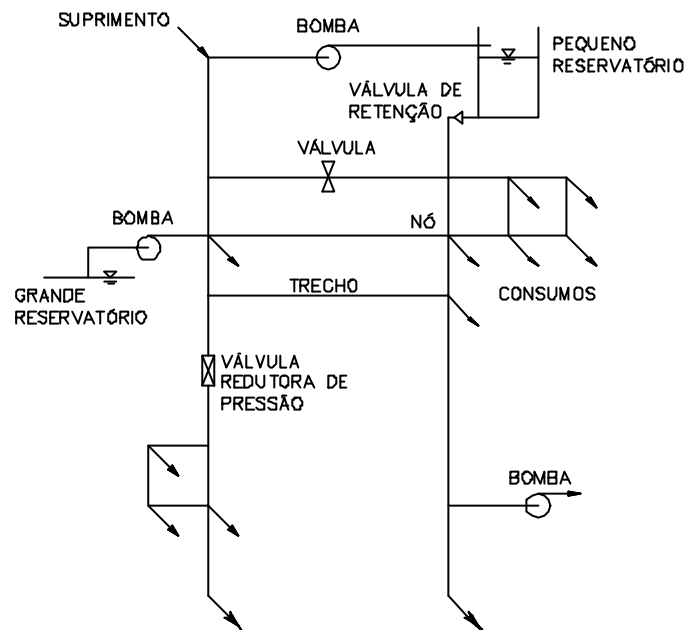 SUPRIMENTO
BOMBA
PEQUENO
RESERVATÓRIO
VÁLVULA DE
RETENÇÃO
VÁLVULA
BOMBA
NÓ
GRANDE
RESERVATÓRIO
TRECHO
CONSUMOS
VÁLVULA
REDUTORA DE
PRESSÃO
BOMBA